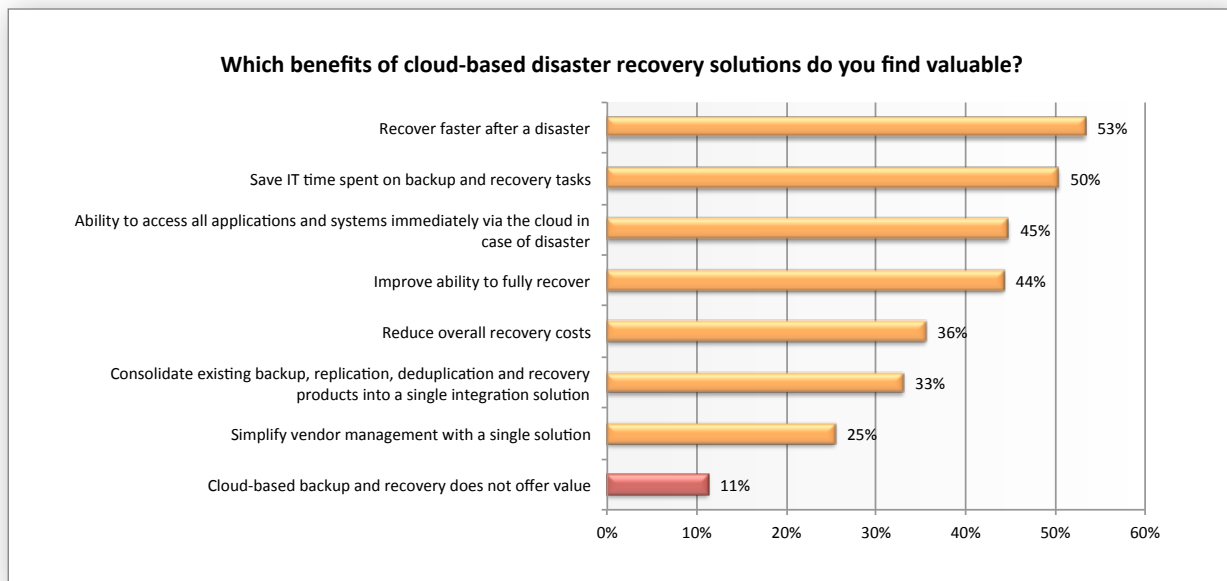 Which benefits of cloud-based disaster recovery solutions do you find valuable?
Recover faster after a disaster
53%
Save IT time spent on backup and recovery tasks
50%
Ability to access all applications and systems immediately via the cloud in
case of disaster
45%
Improve ability to fully recover
44%
Reduce overall recovery costs
36%
Consolidate existing backup, replication, deduplication and recovery
products into a single integration solution
33%
Simplify vendor management with a single solution
25%
Cloud-based backup and recovery does not offer value
11%
0% 10% 20% 30% 40% 50% 60%